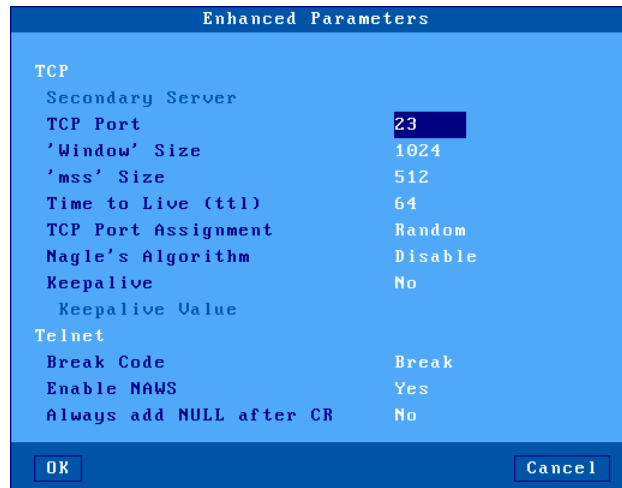 Enhanced Parameters
TCP
Secondary Server
TCP Port 23
'Window' Size 1024
'mss' Size 512
Time to Live (ttl) 64
TCP Port Assignment Random
Nagle's Algorithm Disable
Keepalive No
Keepalive Value
Telnet
Break Code Break
Enable NAWS Yes
Always add NULL after CR No
OK Cancel